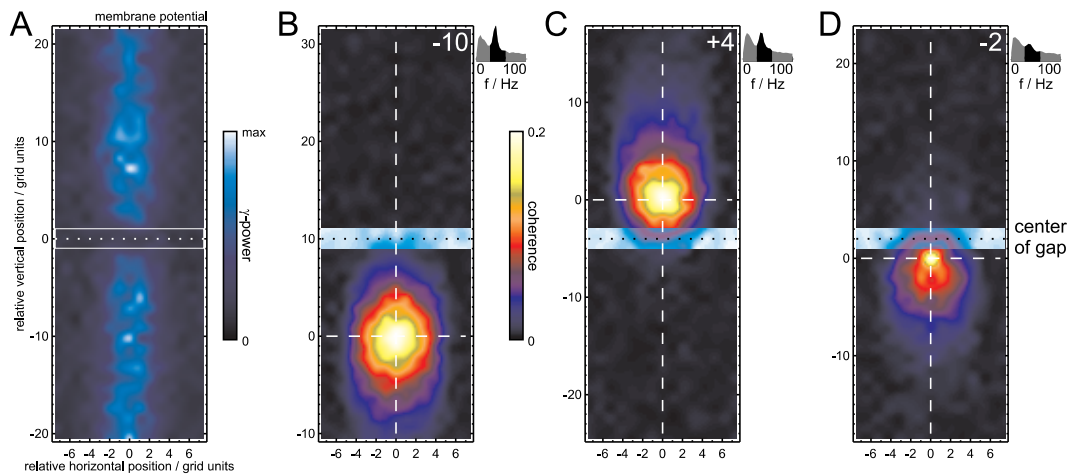 A
membrane potential
relative vertical position / grid units
20
10
0
-10
-20
-6 -4 -2 0 2 4 6
relative horizontal position / grid units
max
γ-power
0
B
-10
0 100
f / Hz
30
20
10
0
-10
-6 -4 -2 0 2 4 6
0.2
coherence
0
C
+4
0 100
f / Hz
10
0
-10
-20
-6 -4 -2 0 2 4 6
D
-2
0 100
f / Hz
20
10
0
-10
-6 -4 -2 0 2 4 6
center
of gap